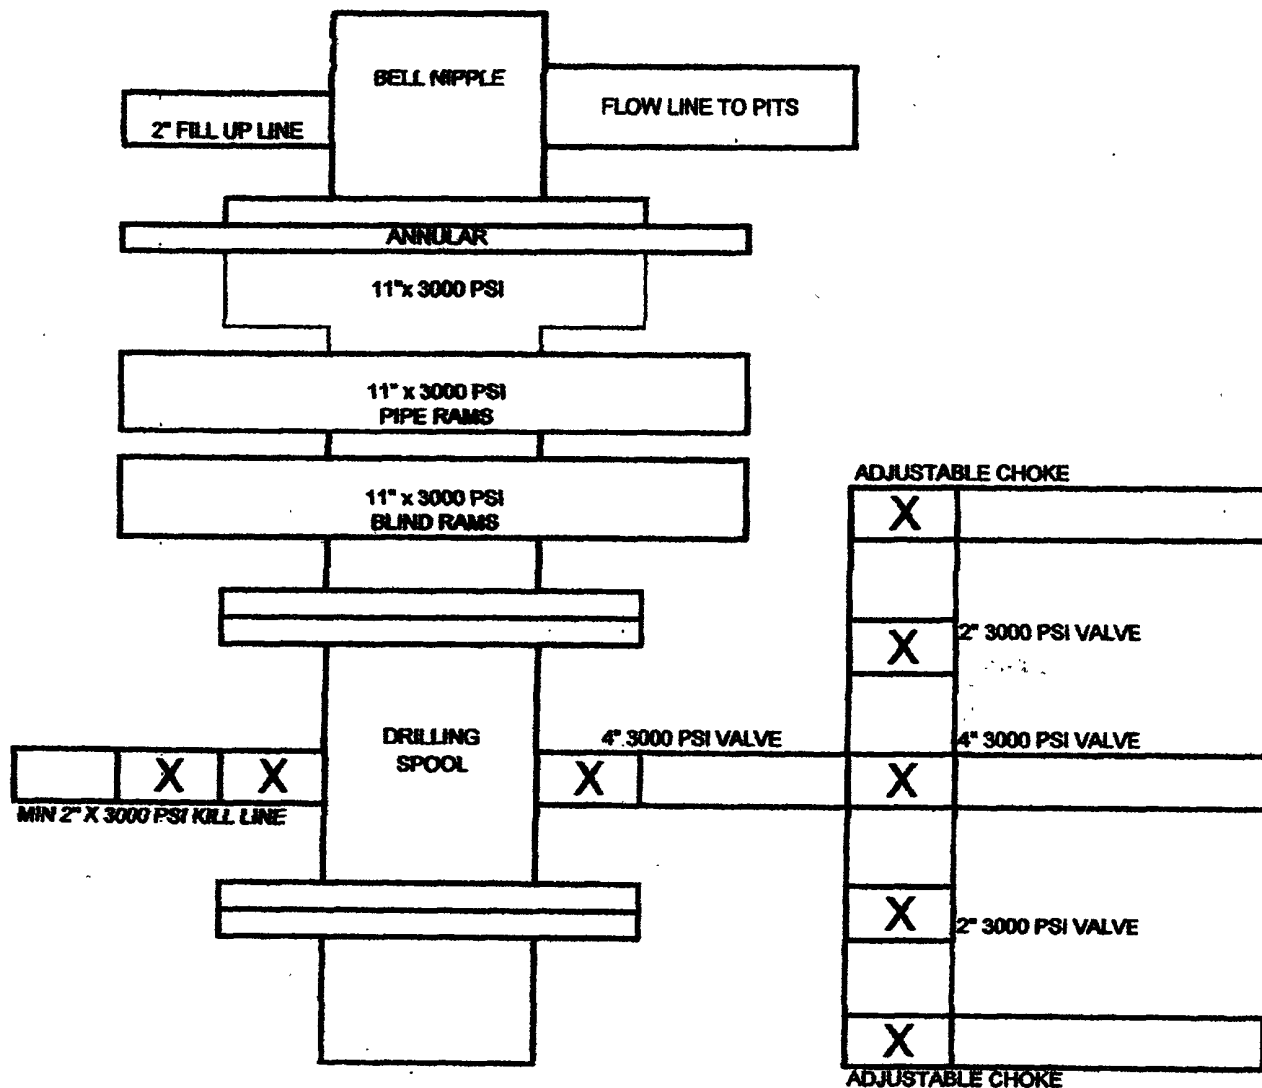 BELL NIPPLE
FLOW LINE TO PITS
2" FILL UP LINE
ANNULAR
11"x 3000 PSI
11" x 3000 PSI
PIPE RAMS
11" x 3000 PSI
BLIND RAMS
ADJUSTABLE CHOKE
X
2" 3000 PSI VALVE
X
DRILLING
SPOOL
4" 3000 PSI VALVE
4" 3000 PSI VALVE
X X X X
MIN 2" X 3000 PSI KILL LINE
X
2" 3000 PSI VALVE
X
ADJUSTABLE CHOKE